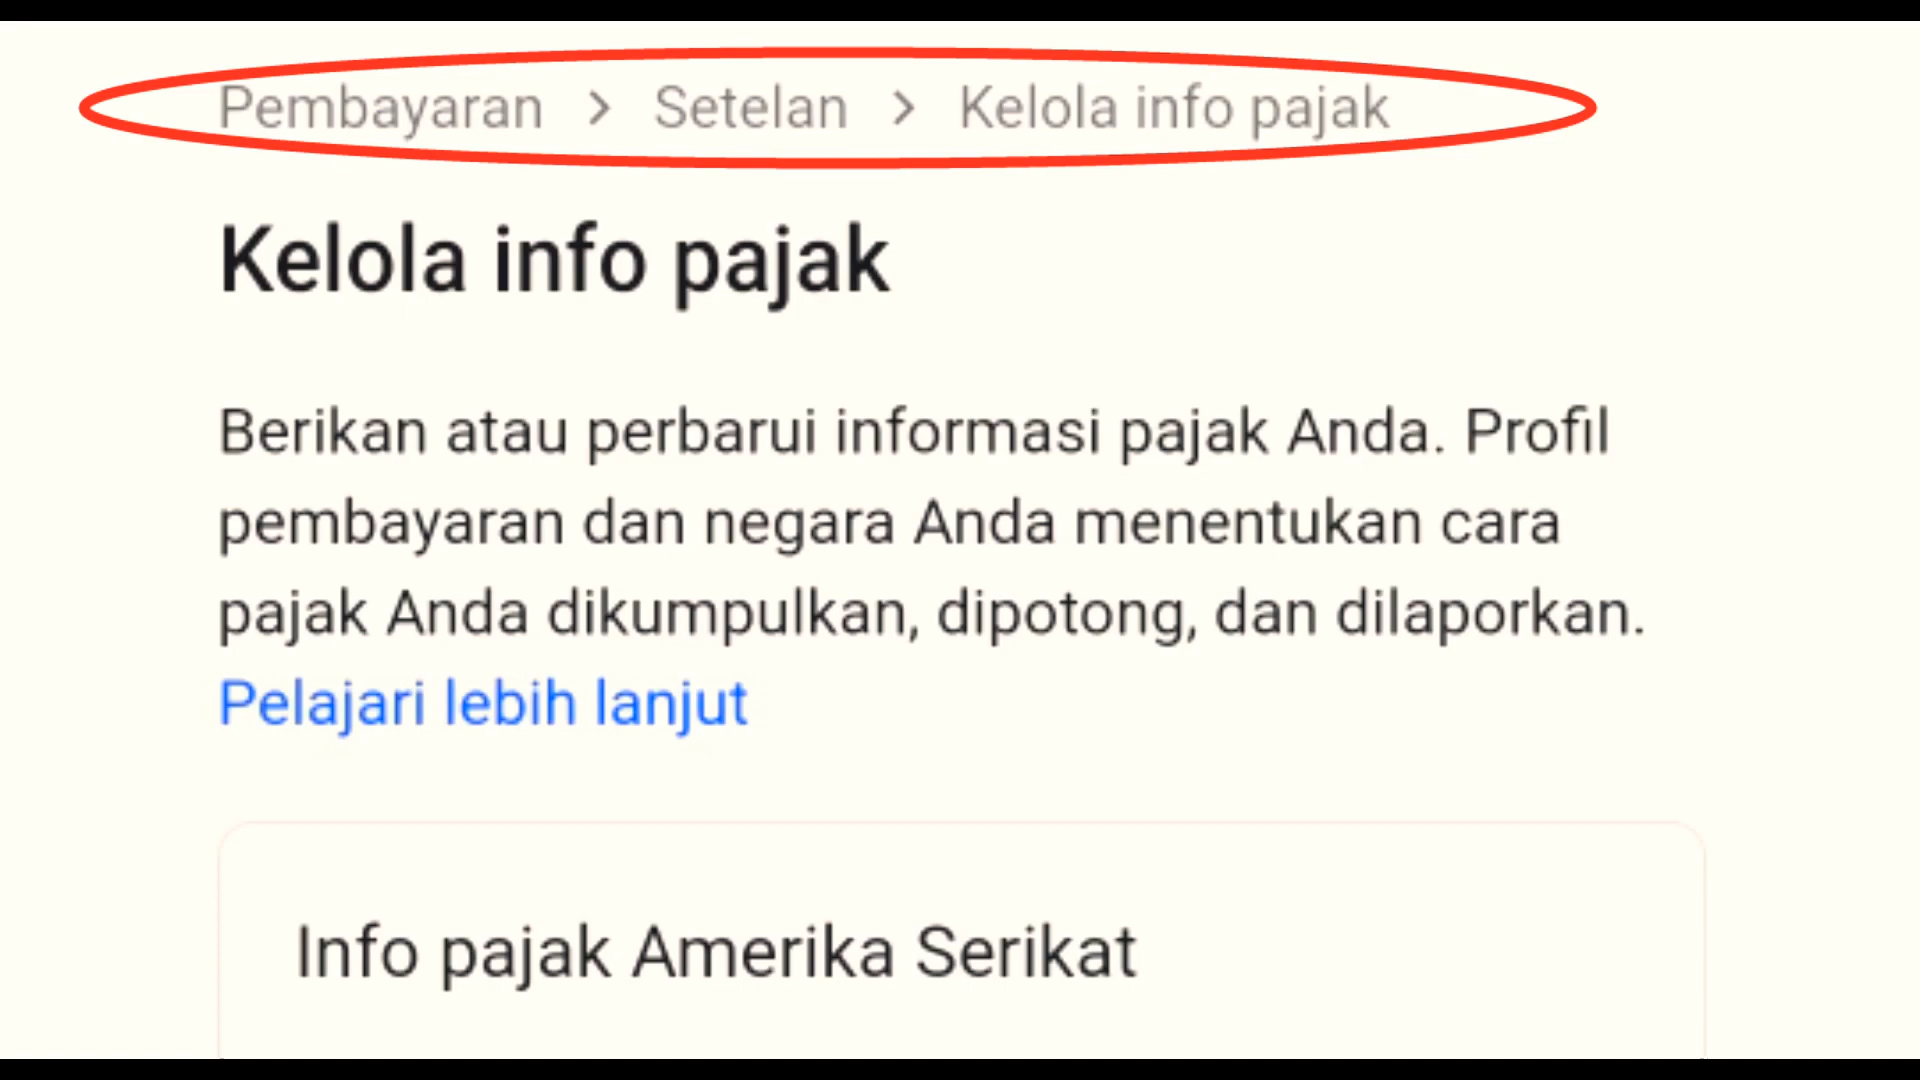 Pembayaran > Setelan > Kelola info pajak
Kelola info pajak
Berikan atau perbarui informasi pajak Anda. Profil
pembayaran dan negara Anda menentukan cara
pajak Anda dikumpulkan, dipotong, dan dilaporkan.
Pelajari lebih lanjut
Info pajak Amerika Serikat